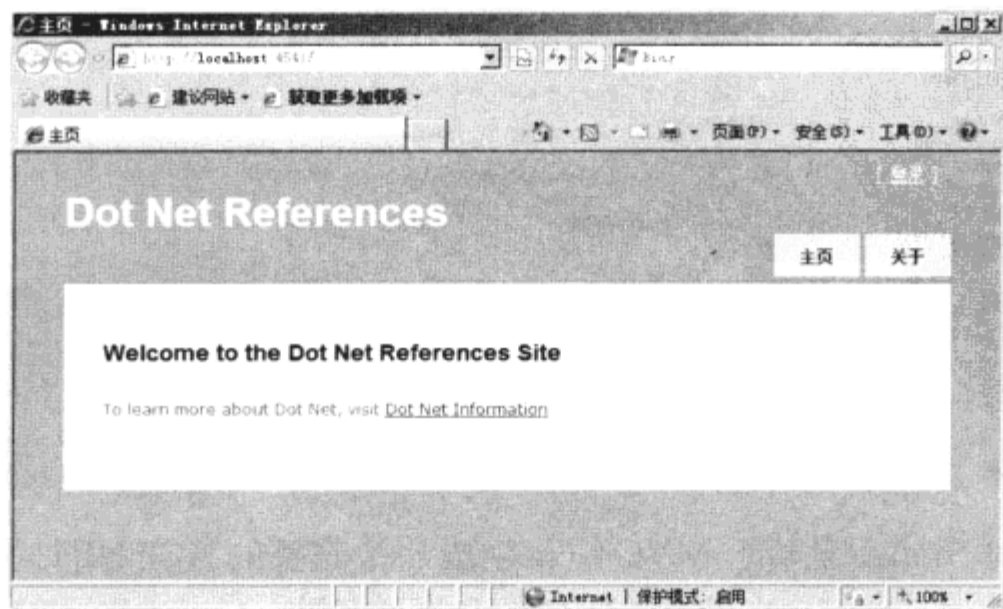 主页 - Windows Internet Explorer
http://localhost
bing
收藏夹 建议网站 获取更多加载项
主页 页面(P) 安全(S) 工具(O)
[ 登录 ]
Dot Net References
主页 关于
Welcome to the Dot Net References Site
To learn more about Dot Net, visit Dot Net Information
Internet | 保护模式: 启用 100%